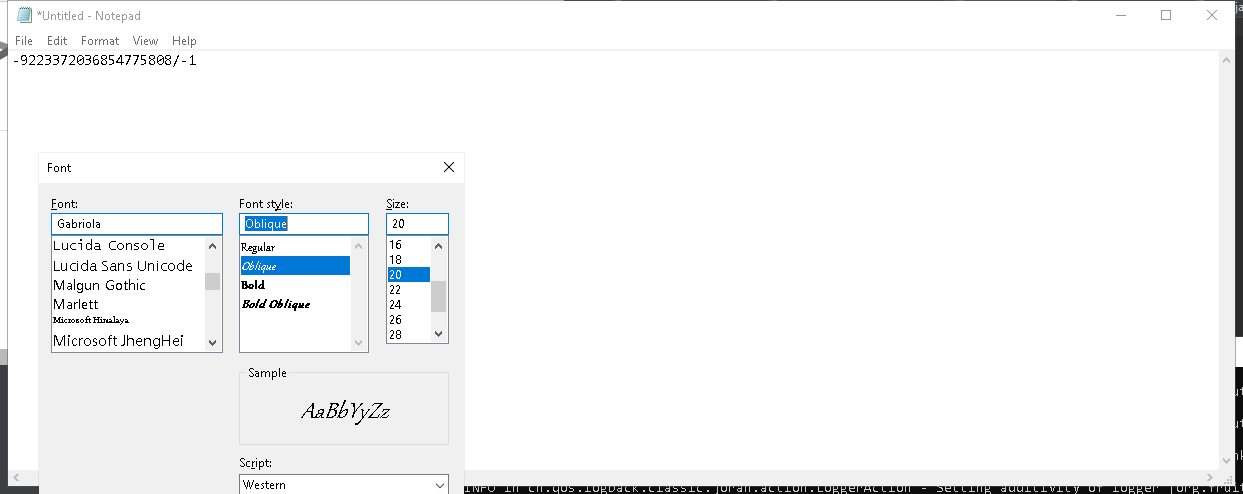 *Untitled - Notepad
File Edit Format View Help
-9223372036854775808/-1
Font
Font: Font style: Size:
Gabriola Oblique 20
Lucida Console Regular 16
Lucida Sans Unicode Oblique 18
Malgun Gothic Bold 20
Marlett Bold Oblique 22
Microsoft Himalaya 24
Microsoft JhengHei 26
28
Sample
AaBbYyZz
Script:
Western
INFO in ch.qos.logback.classic.joran.action.LoggerAction - Setting additivity of logger